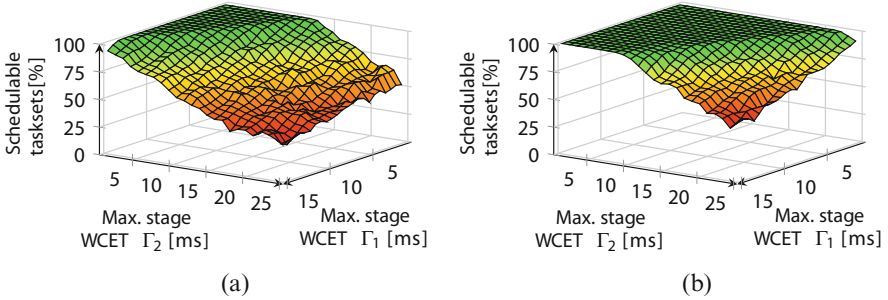 Schedulable
tasksets[%]
100
75
50
25
0
5
10
15
20
25
Max. stage
WCET Γ2 [ms]
15
10
5
Max. stage
WCET Γ1 [ms]
(a)
Schedulable
tasksets[%]
100
75
50
25
0
5
10
15
20
25
Max. stage
WCET Γ2 [ms]
15
10
5
Max. stage
WCET Γ1 [ms]
(b)